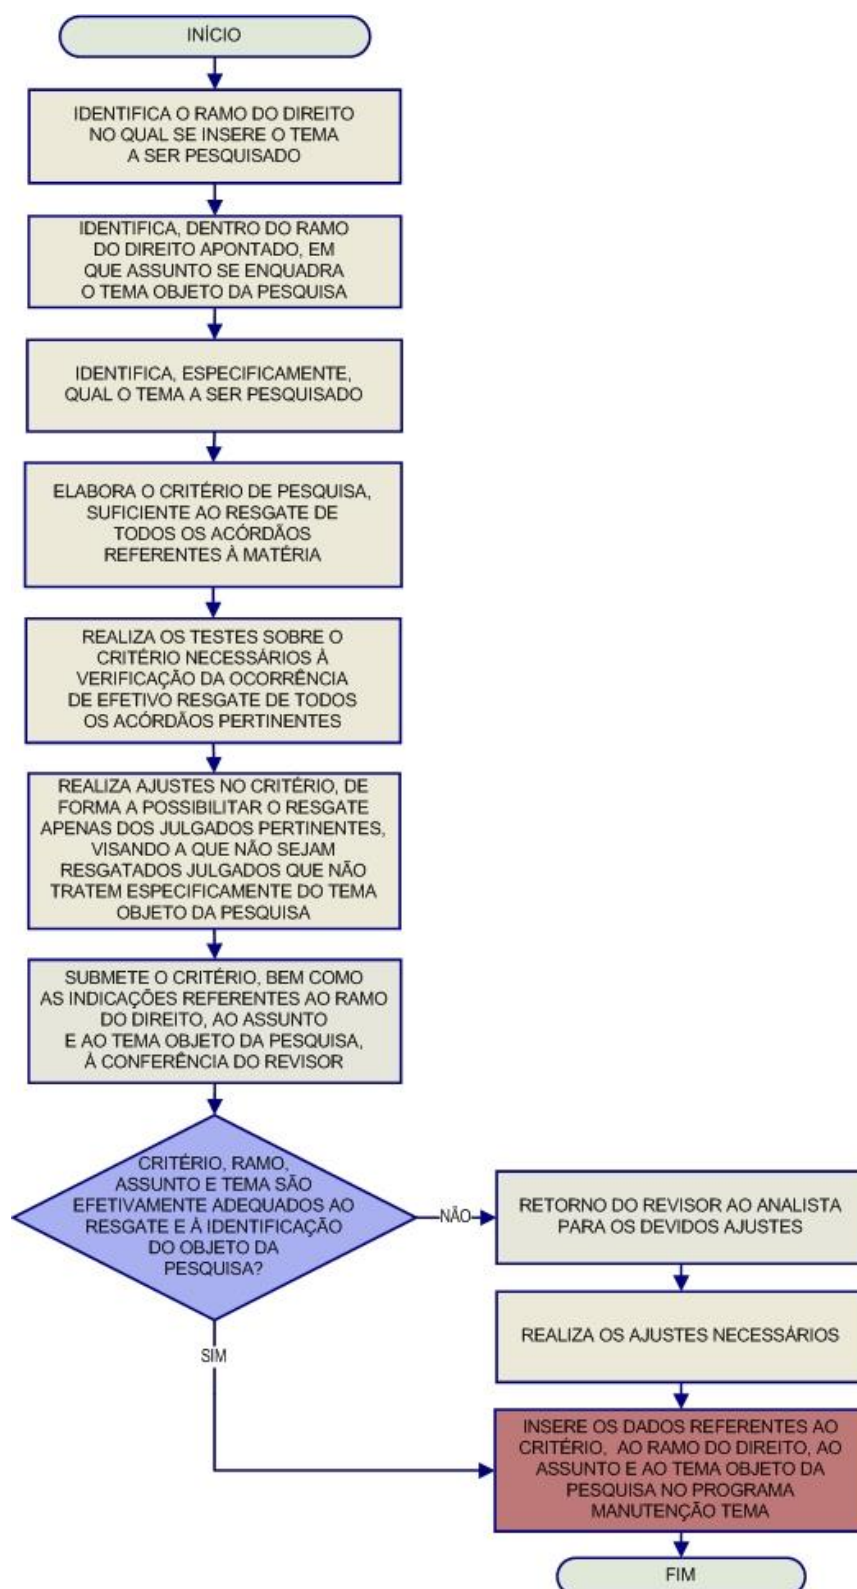 INÍCIO
IDENTIFICA O RAMO DO DIREITO
NO QUAL SE INSERE O TEMA
A SER PESQUISADO
IDENTIFICA, DENTRO DO RAMO
DO DIREITO APONTADO, EM
QUE ASSUNTO SE ENQUADRA
O TEMA OBJETO DA PESQUISA
IDENTIFICA, ESPECIFICAMENTE,
QUAL O TEMA A SER PESQUISADO
ELABORA O CRITÉRIO DE PESQUISA,
SUFICIENTE AO RESGATE DE
TODOS OS ACÓRDÃOS
REFERENTES À MATÉRIA
REALIZA OS TESTES SOBRE O
CRITÉRIO NECESSÁRIOS À
VERIFICAÇÃO DA OCORRÊNCIA
DE EFETIVO RESGATE DE TODOS
OS ACÓRDÃOS PERTINENTES
REALIZA AJUSTES NO CRITÉRIO, DE
FORMA A POSSIBILITAR O RESGATE
APENAS DOS JULGADOS PERTINENTES,
VISANDO A QUE NÃO SEJAM
RESGATADOS JULGADOS QUE NÃO
TRATEM ESPECIFICAMENTE DO TEMA
OBJETO DA PESQUISA
SUBMETE O CRITÉRIO, BEM COMO
AS INDICAÇÕES REFERENTES AO RAMO
DO DIREITO, AO ASSUNTO
E AO TEMA OBJETO DA PESQUISA,
À CONFERÊNCIA DO REVISOR
CRITÉRIO, RAMO,
ASSUNTO E TEMA SÃO
EFETIVAMENTE ADEQUADOS AO
RESGATE E À IDENTIFICAÇÃO
DO OBJETO DA
PESQUISA?
NÃO
RETORNO DO REVISOR AO ANALISTA
PARA OS DEVIDOS AJUSTES
REALIZA OS AJUSTES NECESSÁRIOS
SIM
INSERE OS DADOS REFERENTES AO
CRITÉRIO, AO RAMO DO DIREITO, AO
ASSUNTO E AO TEMA OBJETO DA
PESQUISA NO PROGRAMA
MANUTENÇÃO TEMA
FIM